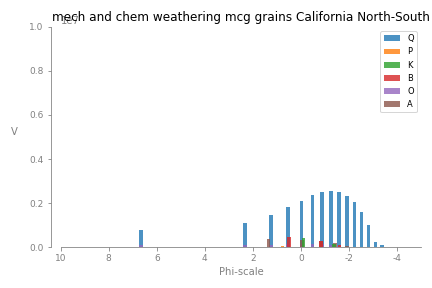 mech and chem weathering mcg grains California North-South
1e7
1.0
0.8
0.6
0.4
0.2
0.0
V
Q
P
K
B
O
A
10 8 6 4 2 0 -2 -4
Phi-scale